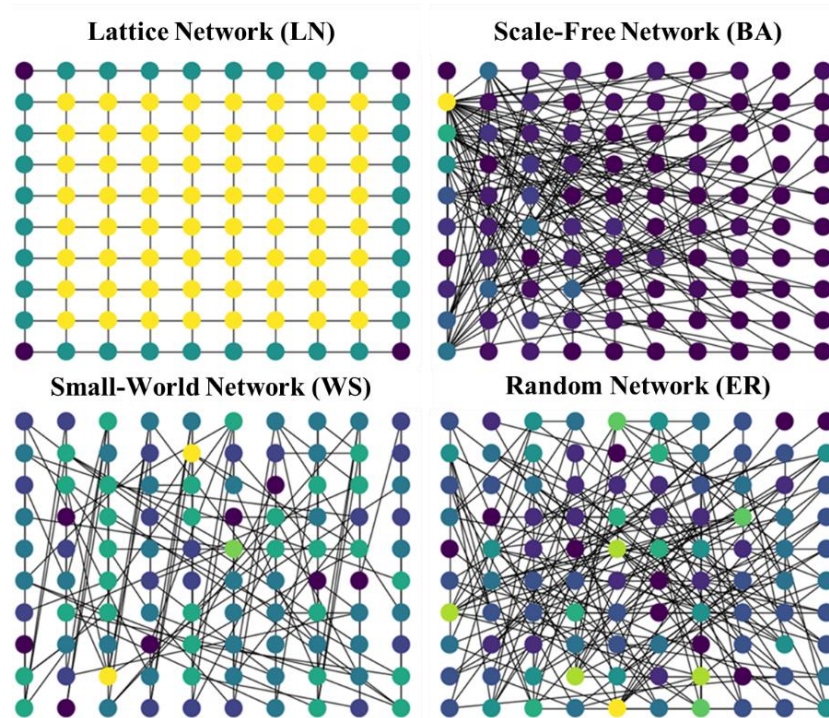 Lattice Network (LN)
Scale-Free Network (BA)
Small-World Network (WS)
Random Network (ER)